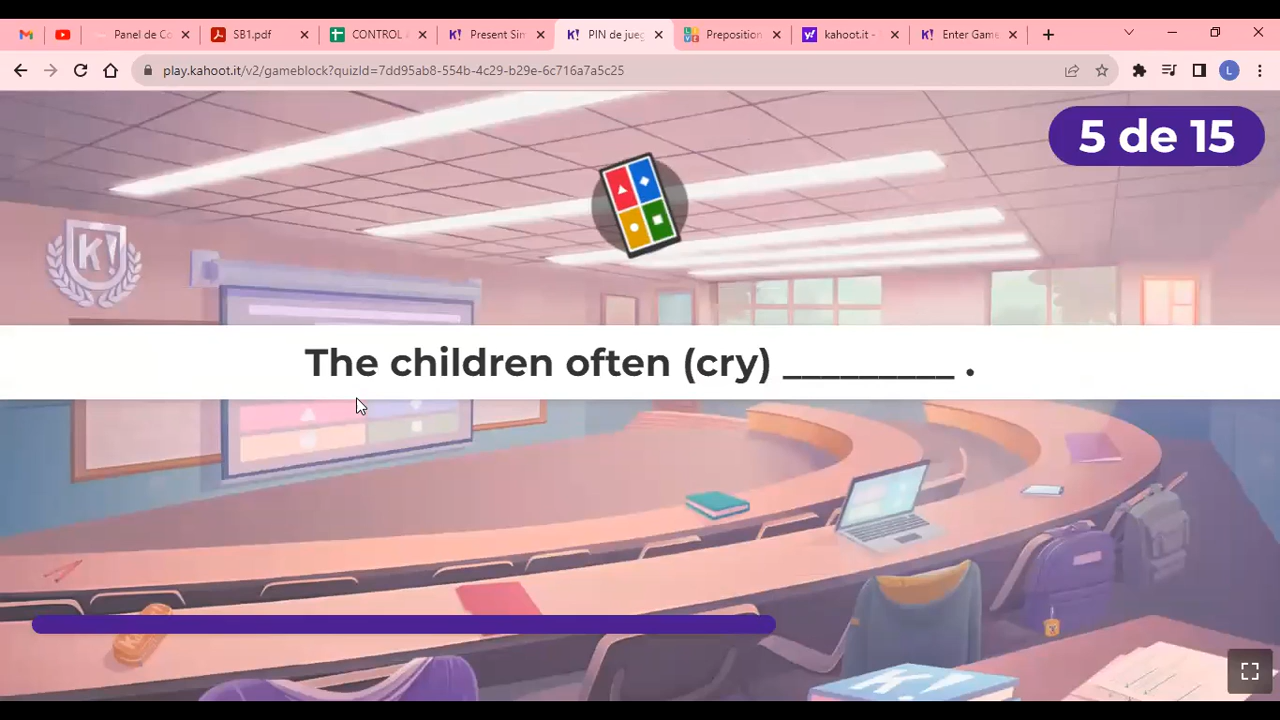 Panel de Co
SB1.pdf
CONTROL A
K! Present Sim
K! PIN de jueg
Preposition
kahoot.it -
K! Enter Game
play.kahoot.it/v2/gameblock?quizId=7dd95ab8-554b-4c29-b29e-6c716a7a5c25
L
5 de 15
K!
The children often (cry) _________ .
K!